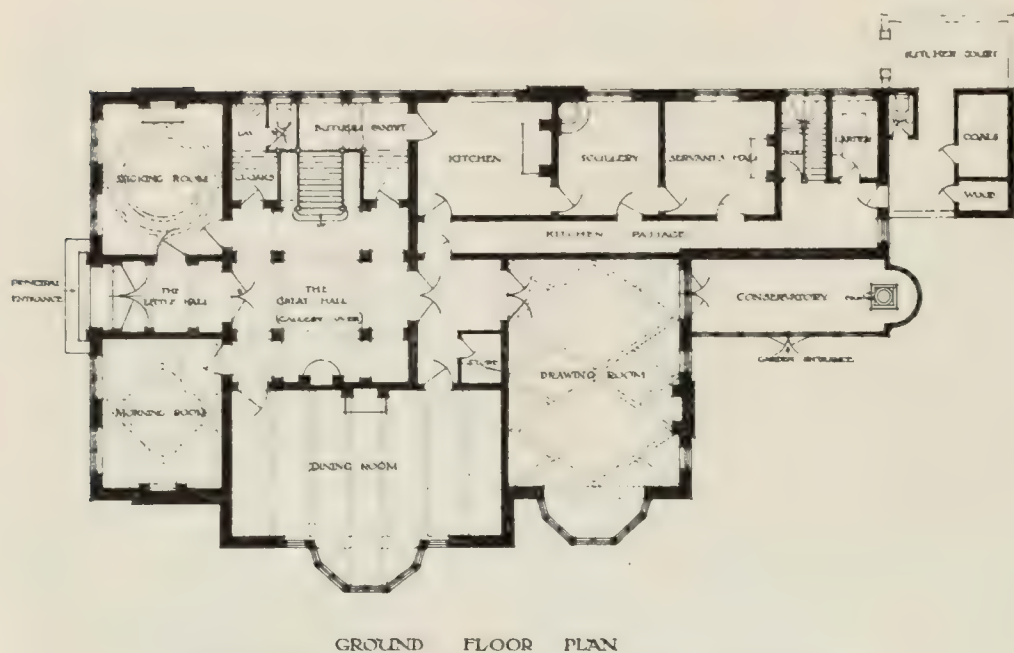 KITCHEN COURT
LAV
BUTLERS PANTRY
KITCHEN
SCULLERY
SERVANTS HALL
LARDER
COALS
SMOKING ROOM
CLOAKS
WOOD
KITCHEN PASSAGE
PRINCIPAL
ENTRANCE
THE
LITTLE HALL
THE
GREAT HALL
(GALLERY OVER)
CONSERVATORY
GARDEN ENTRANCE
STORE
DRAWING ROOM
MORNING ROOM
DINING ROOM
GROUND FLOOR PLAN